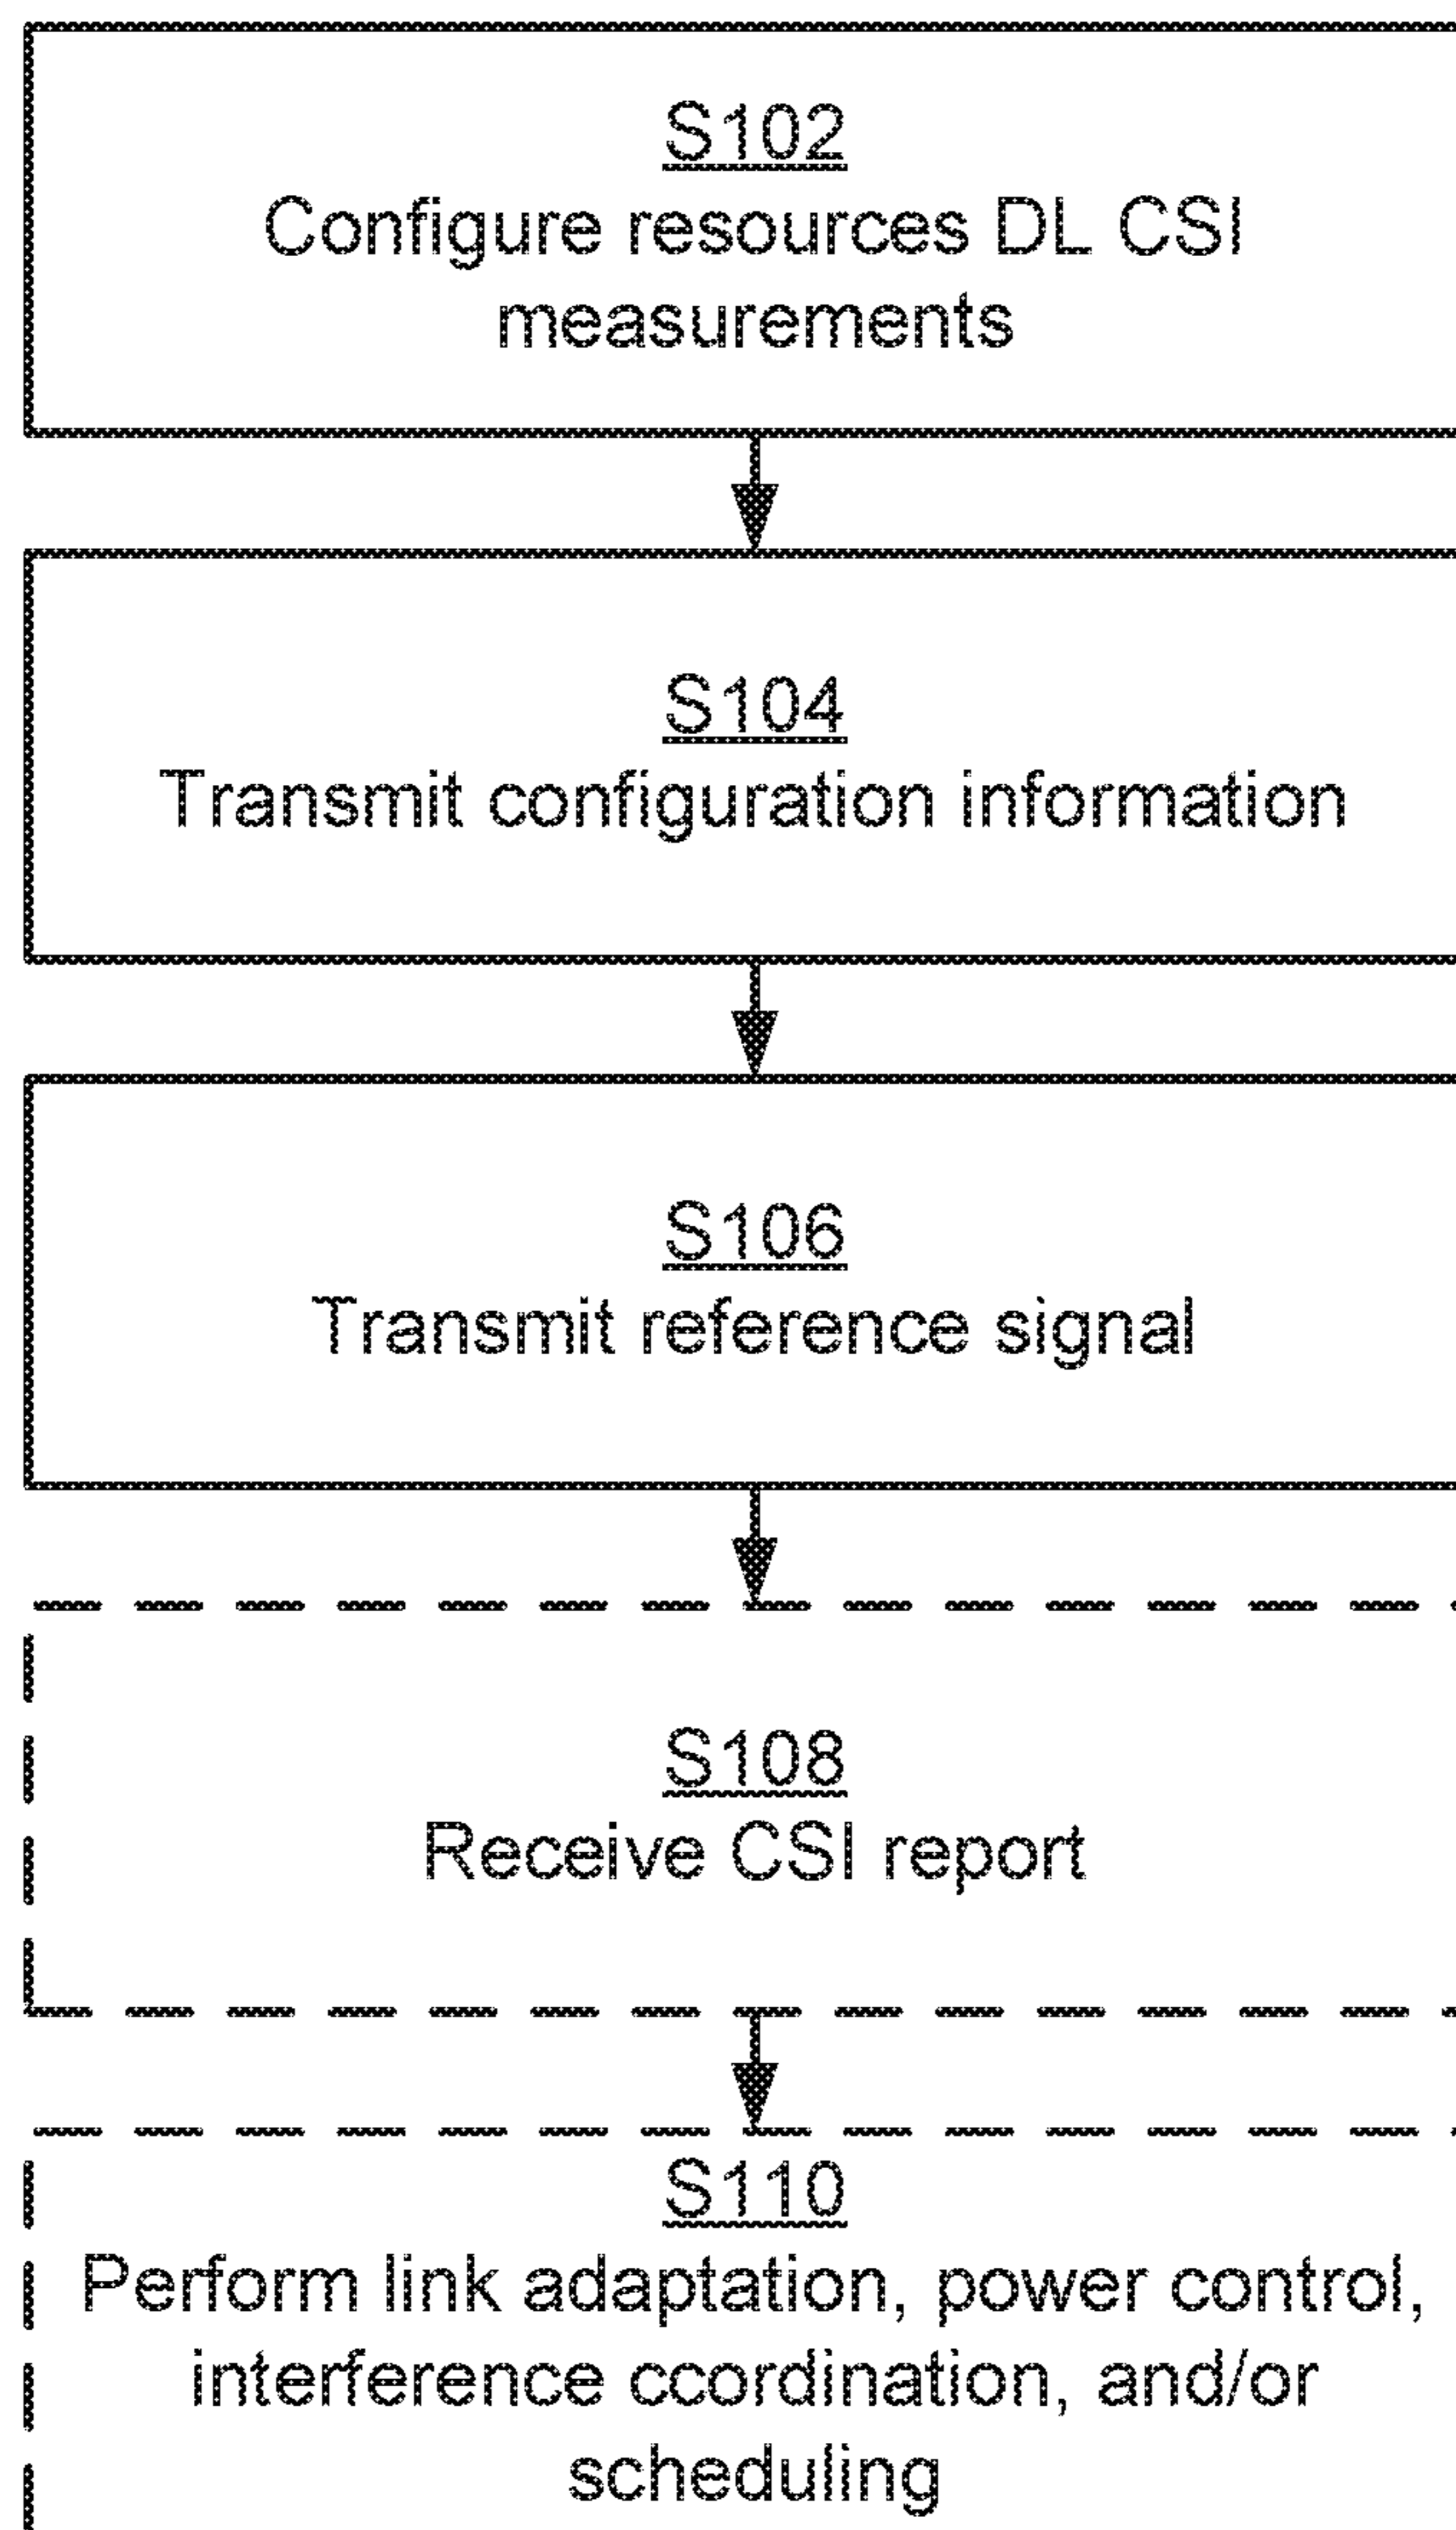 S102
Configure resources DL CSI
measurements
S104
Transmit configuration information
S106
Transmit reference signal
S108
Receive CSI report
S110
Perform link adaptation, power control,
interference ccordination, and/or
scheduling